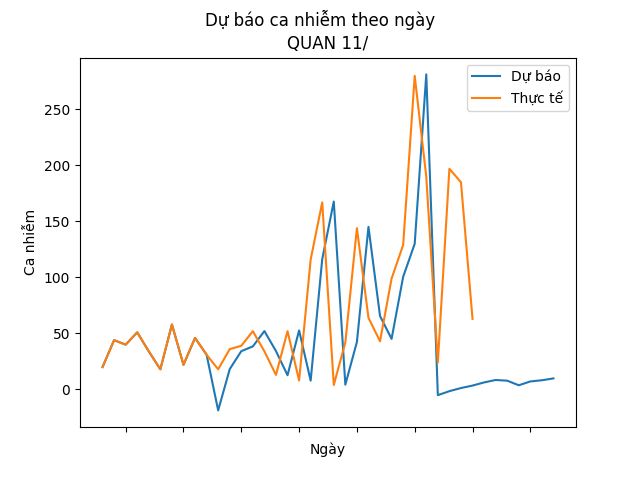 Dự báo ca nhiễm theo ngày
QUAN 11/
Dự báo
Thực tế
250
200
150
100
50
0
Ca nhiễm
Ngày